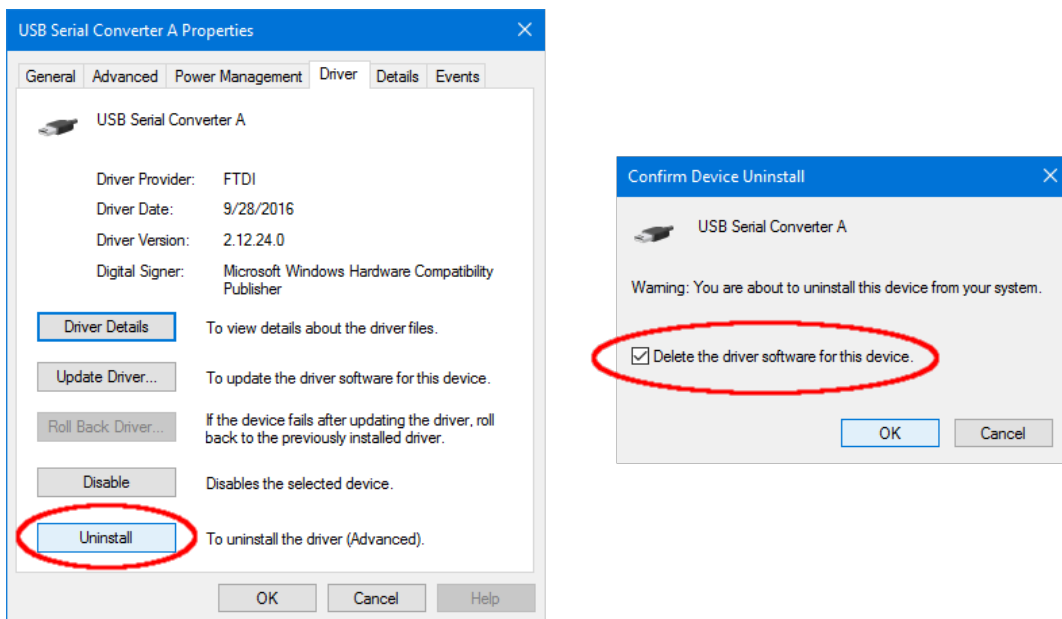 USB Serial Converter A Properties
General Advanced Power Management Driver Details Events
USB Serial Converter A
Driver Provider: FTDI
Driver Date: 9/28/2016
Driver Version: 2.12.24.0
Digital Signer: Microsoft Windows Hardware Compatibility
Publisher
Driver Details To view details about the driver files.
Update Driver... To update the driver software for this device.
Roll Back Driver... If the device fails after updating the driver, roll
back to the previously installed driver.
Disable Disables the selected device.
Uninstall To uninstall the driver (Advanced).
OK Cancel Help
Confirm Device Uninstall
USB Serial Converter A
Warning: You are about to uninstall this device from your system.
Delete the driver software for this device.
OK Cancel